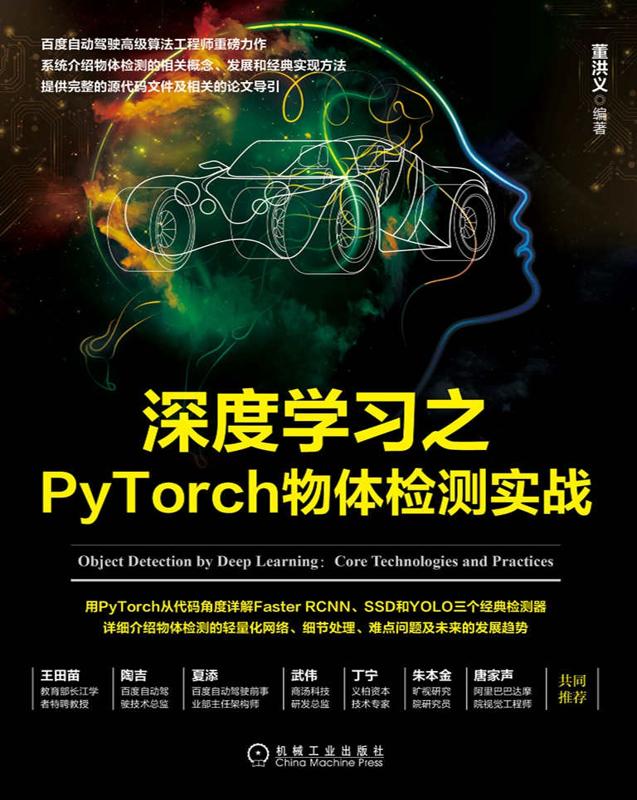 百度自动驾驶高级算法工程师重磅力作
系统介绍物体检测的相关概念、发展和经典实现方法
提供完整的源代码文件及相关的论文导引
董洪义 ○ 编著
深度学习之
PyTorch物体检测实战
Object Detection by Deep Learning：Core Technologies and Practices
用PyTorch从代码角度详解Faster RCNN、SSD和YOLO三个经典检测器
详细介绍物体检测的轻量化网络、细节处理、难点问题及未来的发展趋势
王田苗
教育部长江学
者特聘教授
陶吉
百度自动驾
驶技术总监
夏添
百度自动驾驶前事
业部主任架构师
武伟
商汤科技
研发总监
丁宁
义柏资本
技术专家
朱本金
旷视研究
院研究员
唐家声
阿里巴巴达摩
院视觉工程师
共同
推荐
机械工业出版社
China Machine Press